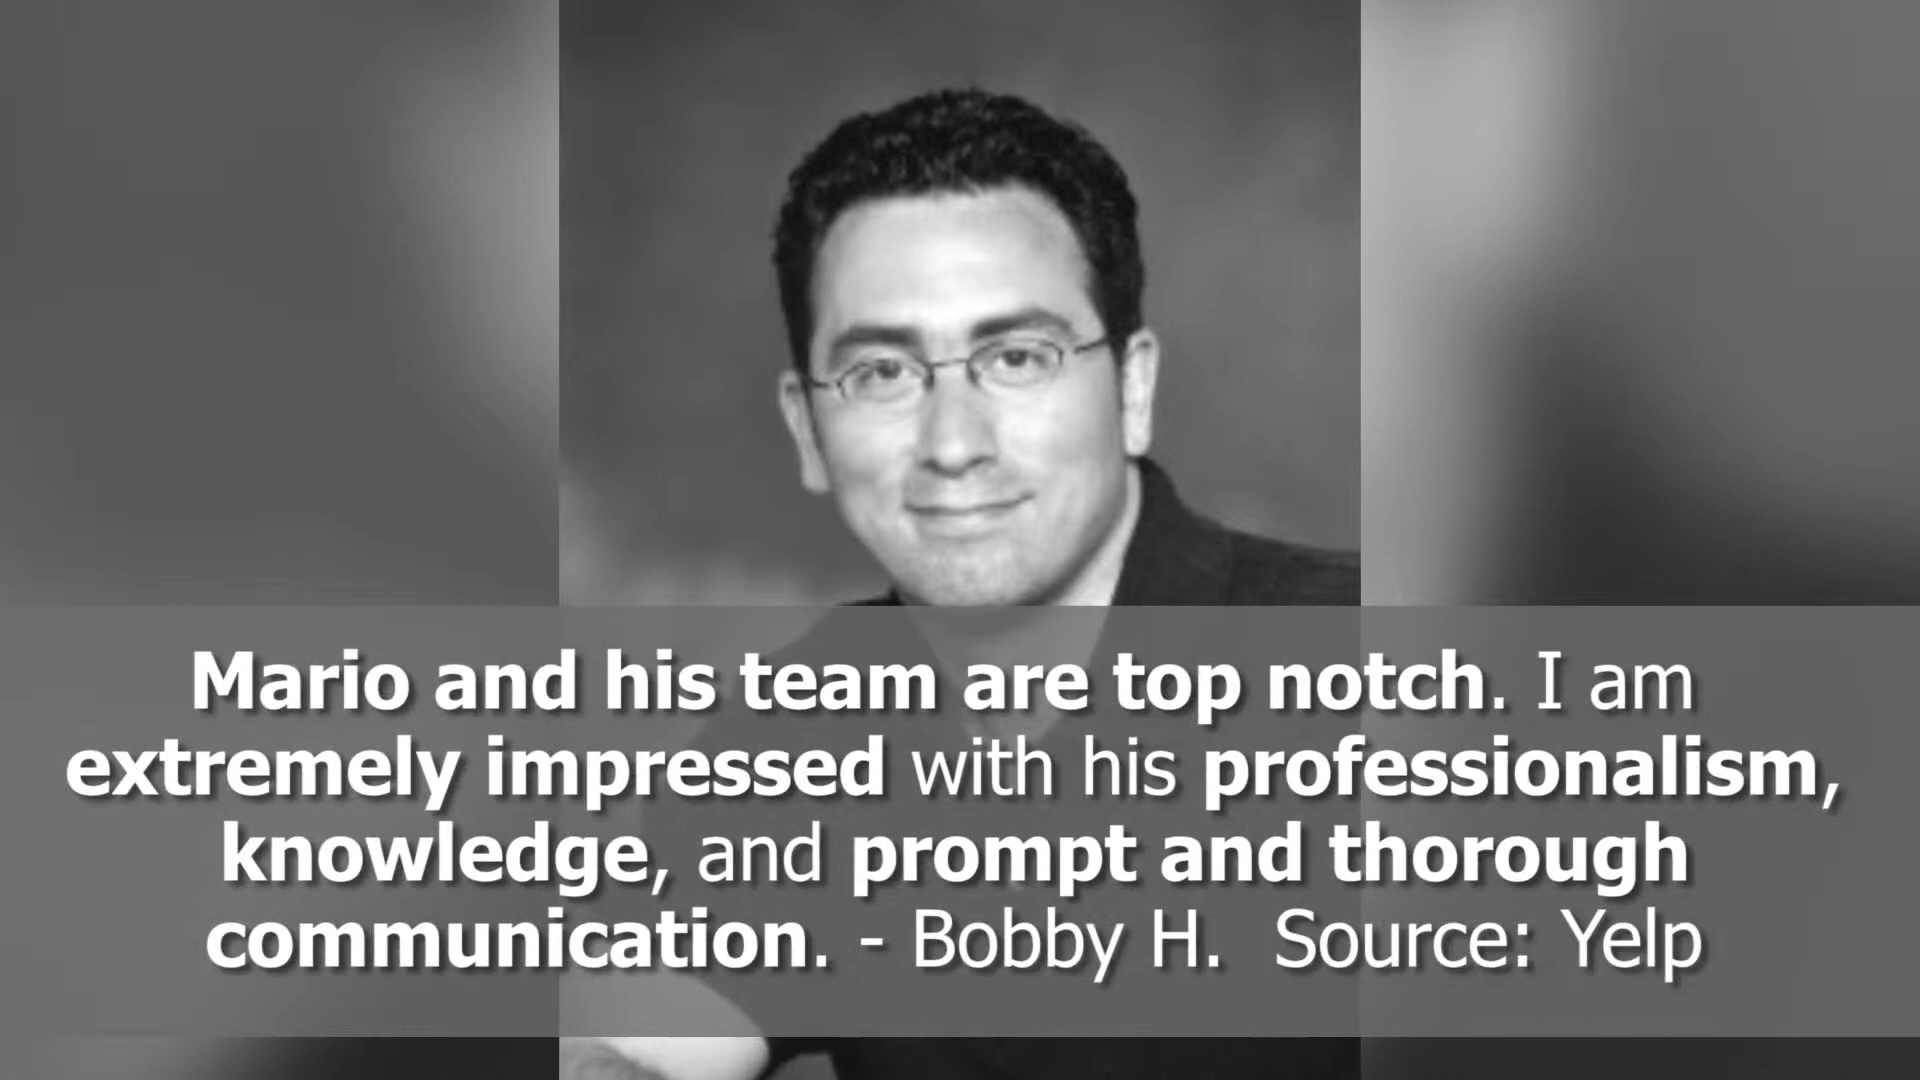 Mario and his team are top notch. I am
extremely impressed with his professionalism,
knowledge, and prompt and thorough
communication. - Bobby H.  Source: Yelp